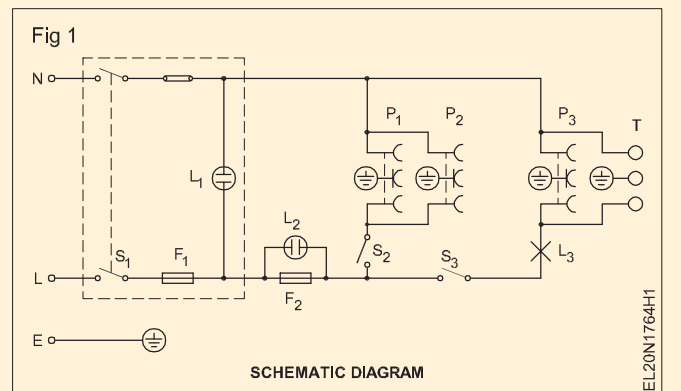 Fig 1
N
P1 P2 P3 T
L1
L2
S1 F1 S2 S3 L3
L
F2
E
SCHEMATIC DIAGRAM
EL20N1764H1